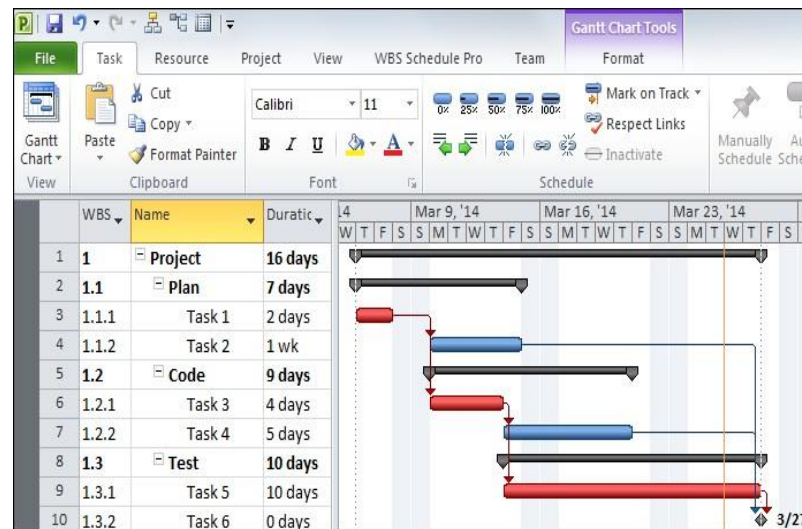 Gantt Chart Tools
File Task Resource Project View WBS Schedule Pro Team Format
Cut
Copy
Format Painter
Paste
Gantt Chart
Calibri 11
B I U A
0% 25% 50% 75% 100%
Mark on Track
Respect Links
Inactivate
Manually Schedule
View Clipboard Font Schedule
WBS Name Duratic 14 Mar 9, '14 Mar 16, '14 Mar 23, '14
W T F S S M T W T F S S M T W T F S S M T W T F S
1 1 Project 16 days
2 1.1 Plan 7 days
3 1.1.1 Task 1 2 days
4 1.1.2 Task 2 1 wk
5 1.2 Code 9 days
6 1.2.1 Task 3 4 days
7 1.2.2 Task 4 5 days
8 1.3 Test 10 days
9 1.3.1 Task 5 10 days
10 1.3.2 Task 6 0 days